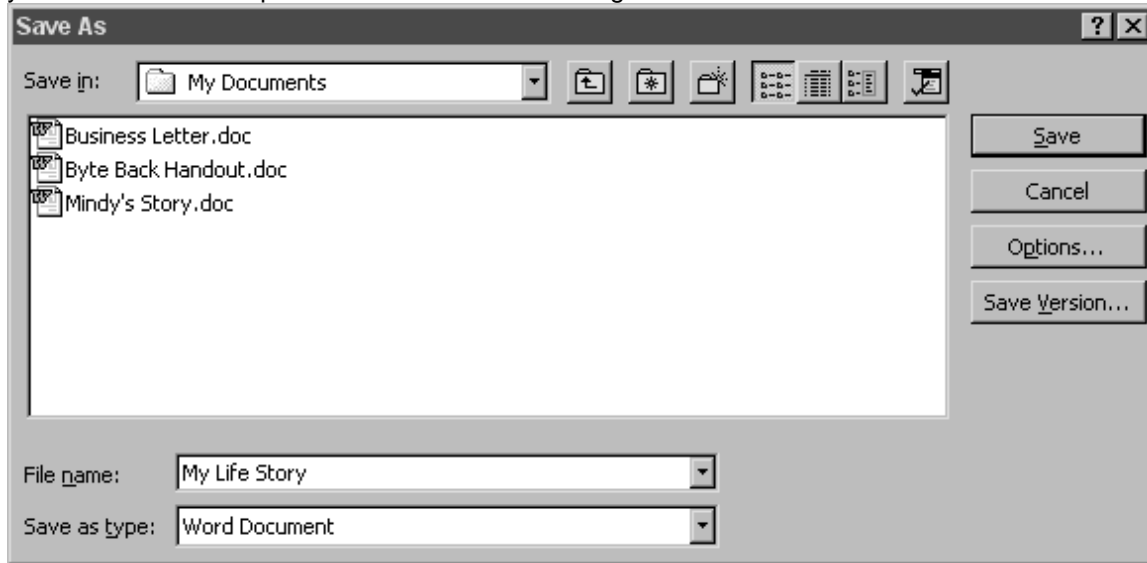 Save As
Save in: My Documents
Business Letter.doc
Byte Back Handout.doc
Mindy's Story.doc
Save
Cancel
Options...
Save Version...
File name: My Life Story
Save as type: Word Document